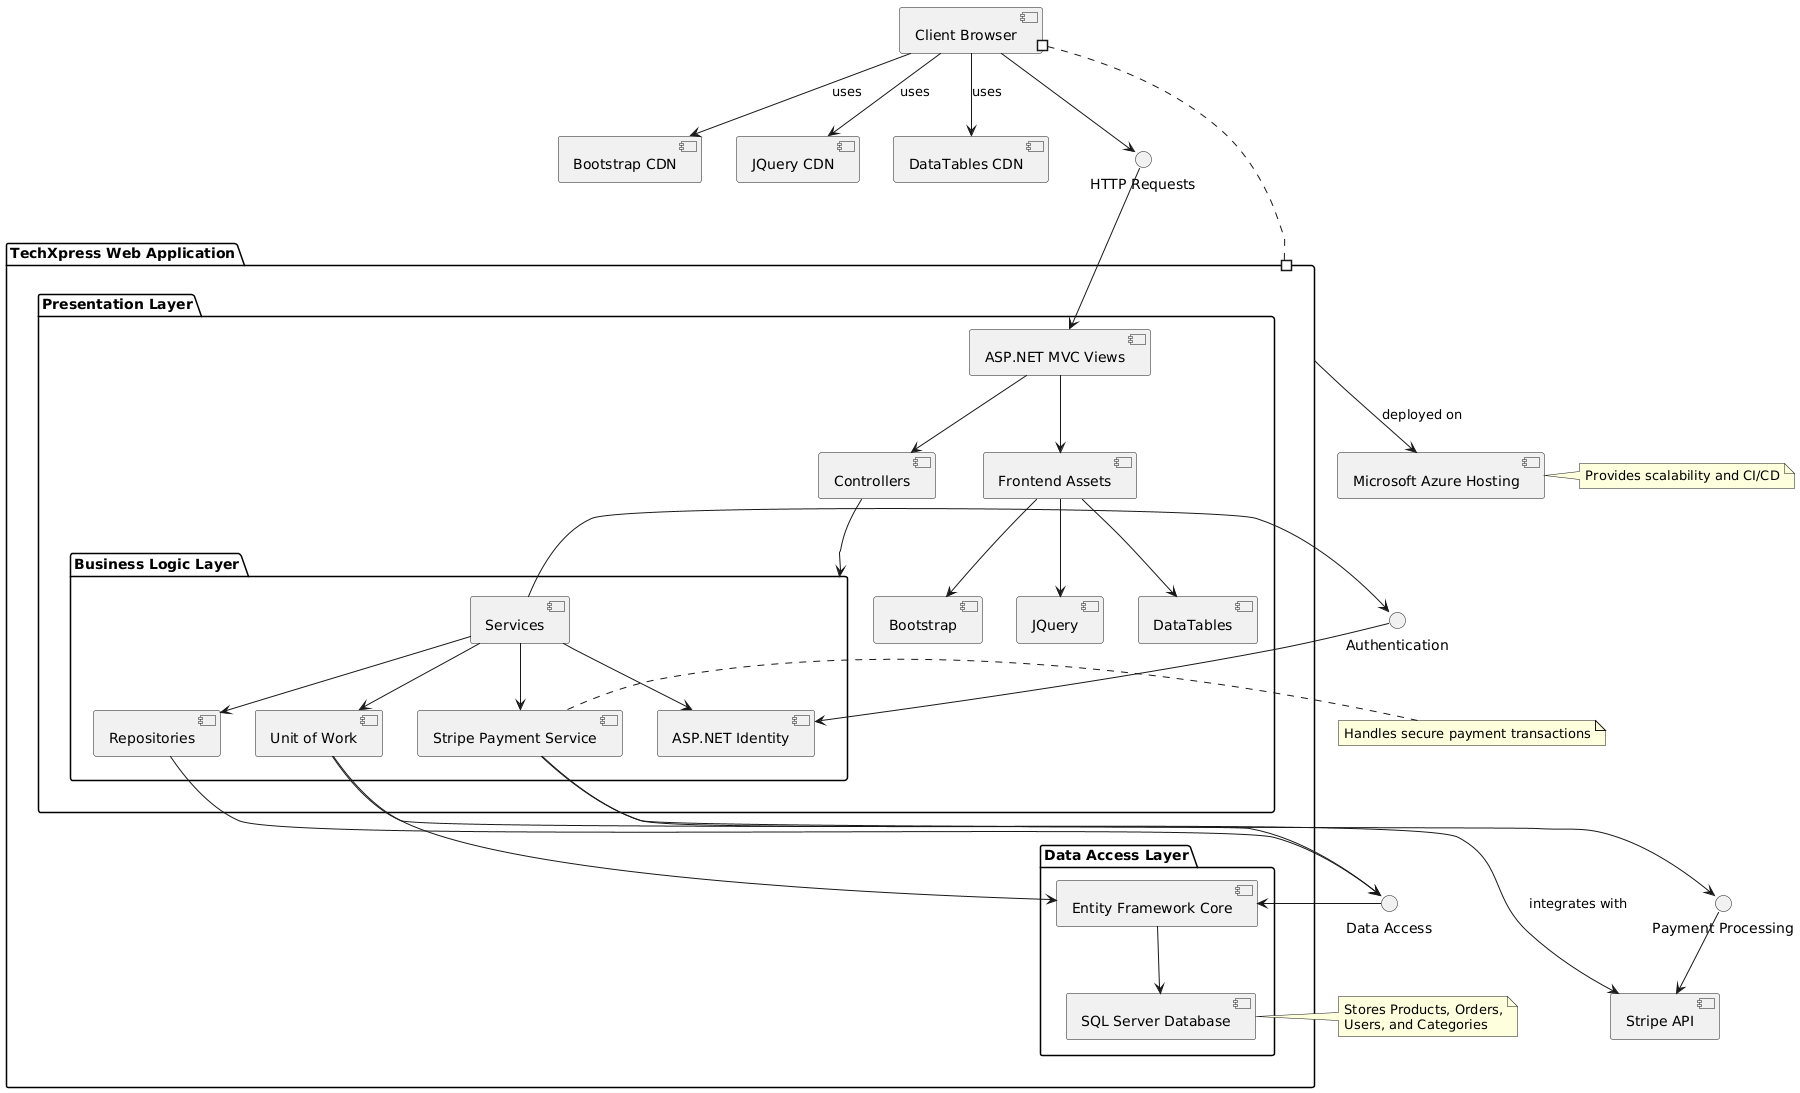 Client Browser
uses
uses
uses
Bootstrap CDN
JQuery CDN
DataTables CDN
HTTP Requests
TechXpress Web Application
Presentation Layer
ASP.NET MVC Views
deployed on
Controllers
Frontend Assets
Microsoft Azure Hosting
Provides scalability and CI/CD
Business Logic Layer
Services
Bootstrap
JQuery
DataTables
Authentication
Repositories
Unit of Work
Stripe Payment Service
ASP.NET Identity
Handles secure payment transactions
Data Access Layer
Entity Framework Core
Data Access
integrates with
Payment Processing
SQL Server Database
Stores Products, Orders,
Users, and Categories
Stripe API